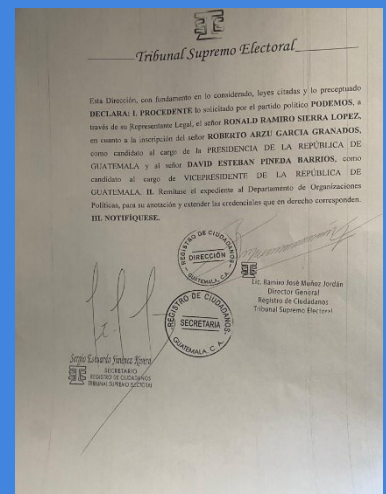 Tribunal Supremo Electoral
Esta Dirección, con fundamento en lo considerado, leyes citadas y lo preceptuado
DECLARA: I. PROCEDENTE lo solicitado por el partido político PODEMOS, a
través de su Representante Legal, el señor RONALD RAMIRO SIERRA LOPEZ,
en cuanto a la inscripción del señor ROBERTO ARZU GARCIA GRANADOS,
como candidato al cargo de la PRESIDENCIA DE LA REPÚBLICA DE
GUATEMALA y al señor DAVID ESTEBAN PINEDA BARRIOS, como
candidato al cargo de VICEPRESIDENTE DE LA REPÚBLICA DE
GUATEMALA. II. Remítase el expediente al Departamento de Organizaciones
Políticas, para su anotación y extender las credenciales que en derecho corresponden.
III. NOTIFÍQUESE.
REGISTRO DE CIUDADANOS
DIRECCIÓN
GUATEMALA, C.A.
Lic. Ramiro José Muñoz Jordán
Director General
Registro de Ciudadanos
Tribunal Supremo Electoral
REGISTRO DE CIUDADANOS
SECRETARIA
GUATEMALA, C. A.
Sergio Estuardo Jiménez Rivera
SECRETARIO
REGISTRO DE CIUDADANOS
TRIBUNAL SUPREMO ELECTORAL